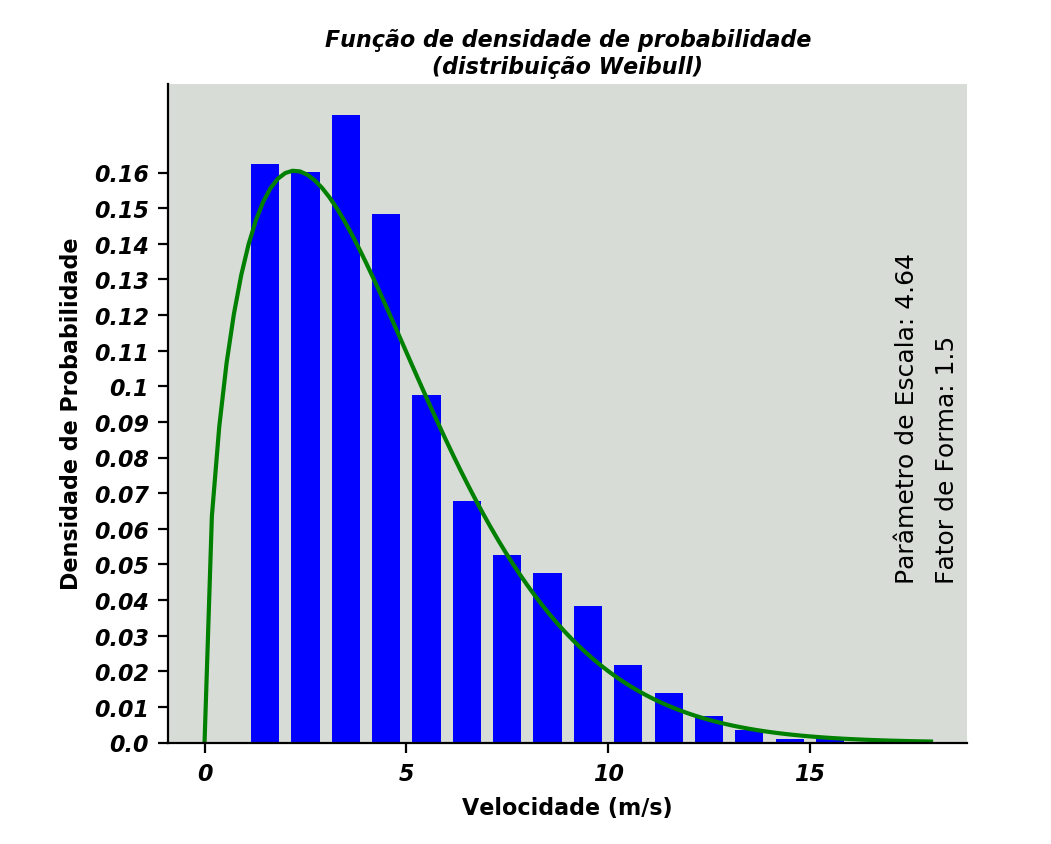 Função de densidade de probabilidade
(distribuição Weibull)
Densidade de Probabilidade
0.16
0.15
0.14
0.13
0.12
0.11
0.1
0.09
0.08
0.07
0.06
0.05
0.04
0.03
0.02
0.01
0.0
Parâmetro de Escala: 4.64
Fator de Forma: 1.5
0 5 10 15
Velocidade (m/s)